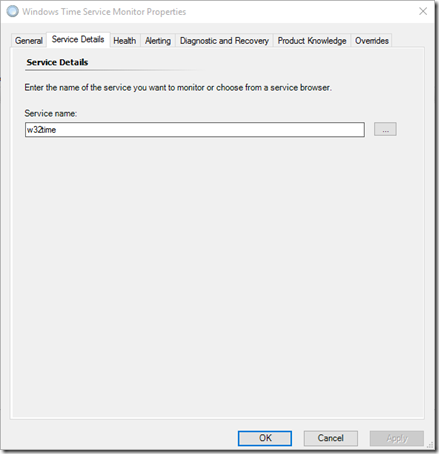 Windows Time Service Monitor Properties
General Service Details Health Alerting Diagnostic and Recovery Product Knowledge Overrides
Service Details
Enter the name of the service you want to monitor or choose from a service browser.
Service name:
w32time ...
OK Cancel Apply